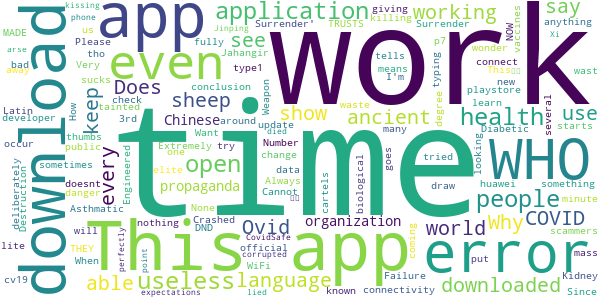 kissing
phone
arse
away
bad
lite
cv19
Latin
developer
thumbs
occur
deliberately
Destruction
sometimes
public
elite
download
app
even
Please
tho
Very
us
sucks
keep
How
MADE
Does
check
tainted
3rd
Want
Engineered
every
doesnt
danger
Asthmatic
will
THEY
When
perfectly
point
expectations
sheep
Chinese
DND
open
propaganda
None
Crashed
WiFi
nothing
CovidSafe
corrupted
lied
application
Surrender'
Jahangir
conclusion
type1
around
Extremely
try
one
Always
Ovid
official
This app
able
useless
language
time
work
TRUSTS
killing
giving
working
Surrender
fully
tells
means
I'm
see
p7
Jinping
Weapon
update
died
Number
change
data
Cannot
goes
biological
cartels
show
many
tried
draw
ancient
degree
typing
waste
organization
Failure
known
connectivity
health
WHO
people
world
coming
put
error
downloaded
say
anything
wonder
Xi
vaccines
NOW
connect
This
new
playstore
wast
learn
several
use
starts
Diabetic
looking
huawei
something
Why
COVID
minute
scammers
mass
Kidney
Since